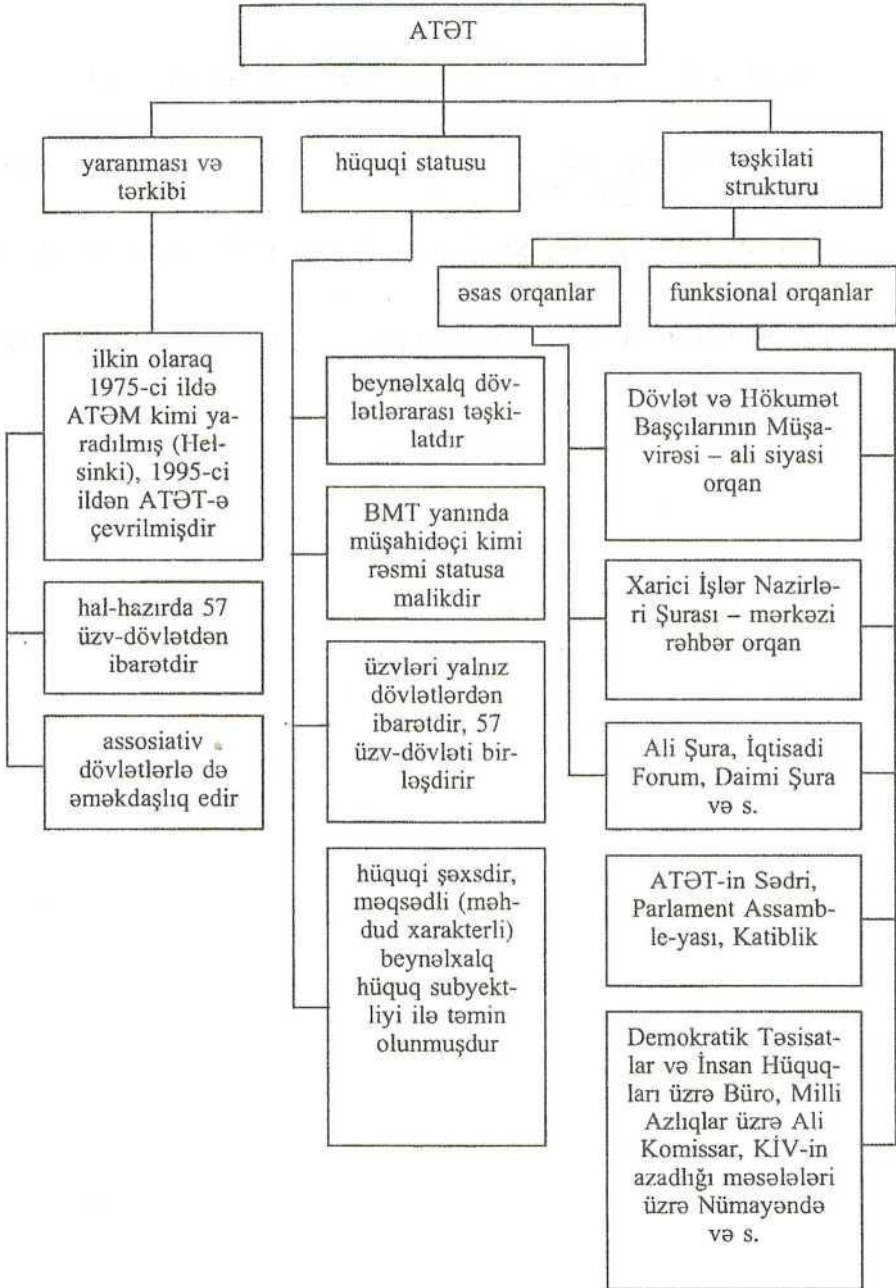 ATƏT
yaranması və
tərkibi
hüquqi statusu
təşkilati
strukturu
əsas orqanlar
funksional orqanlar
ilkin olaraq
1975-ci ildə
ATƏM kimi ya-
radılmış (Hel-
sinki), 1995-ci
ildən ATƏT-ə
çevrilmişdir
hal-hazırda 57
üzv-dövlətdən
ibarətdir
assosiativ
dövlətlərlə də
əməkdaşlıq edir
beynəlxalq döv-
lətlərarası təşki-
latdır
BMT yanında
müşahidəçi kimi
rəsmi statusa
malikdir
üzvləri yalnız
dövlətlərdən
ibarətdir, 57
üzv-dövləti bir-
ləşdirir
hüquqi şəxsdir,
məqsədli (məh-
dud xarakterli)
beynəlxalq
hüquq subyekt-
liyi ilə təmin
olunmuşdur
Dövlət və Hökumət
Başçılarının Müşa-
virəsi – ali siyasi
orqan
Xarici İşlər Nazirlə-
ri Şurası – mərkəzi
rəhbər orqan
Ali Şura, İqtisadi
Forum, Daimi Şura
və s.
ATƏT-in Sədri,
Parlament Assamb-
le-yası, Katiblik
Demokratik Təsisat-
lar və İnsan Hüquq-
ları üzrə Büro, Milli
Azlıqlar üzrə Ali
Komissar, KİV-in
azadlığı məsələləri
üzrə Nümayəndə
və s.